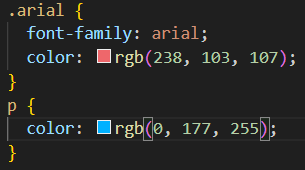 .arial {
  font-family: arial;
  color: rgb(238, 103, 107);
}
p {
  color: rgb(0, 177, 255);
}